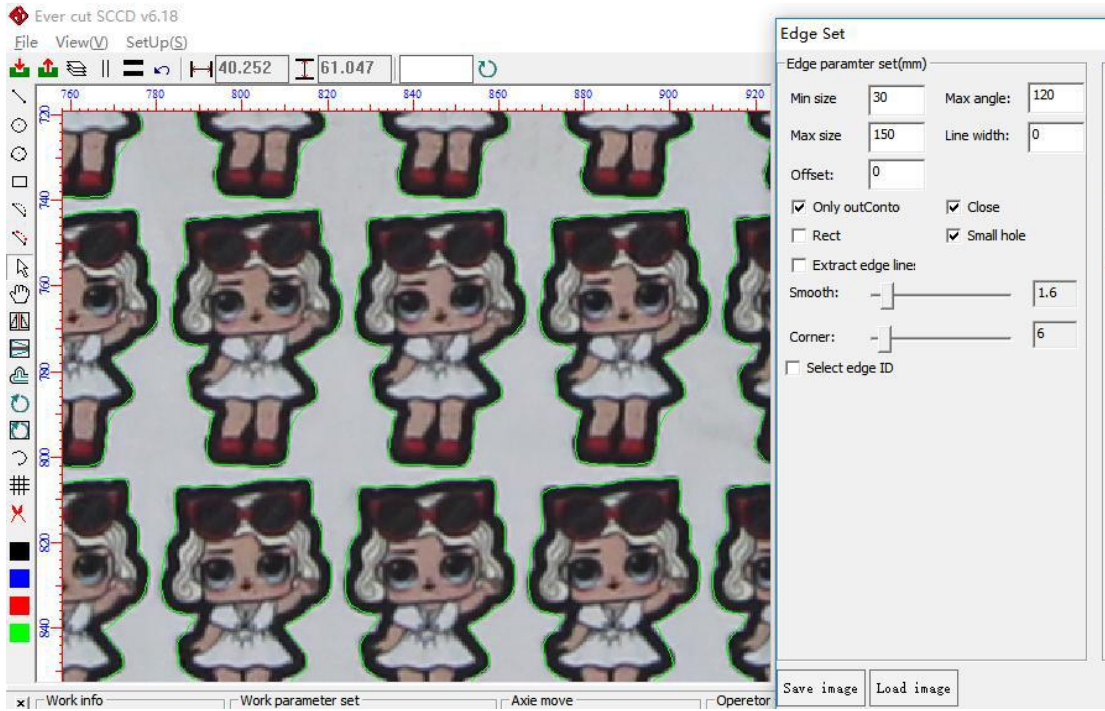 Ever cut SCCD v6.18
File View(V) SetUp(S)
40.252 61.047
760 780 800 820 840 860 880 900 920
720
740
760
780
800
820
840
Edge Set
Edge paramter set(mm)
Min size 30 Max angle: 120
Max size 150 Line width: 0
Offset: 0
Only outConto Close
Rect Small hole
Extract edge line:
Smooth: 1.6
Corner: 6
Select edge ID
Save image Load image
x Work info Work parameter set Axie move Operetor